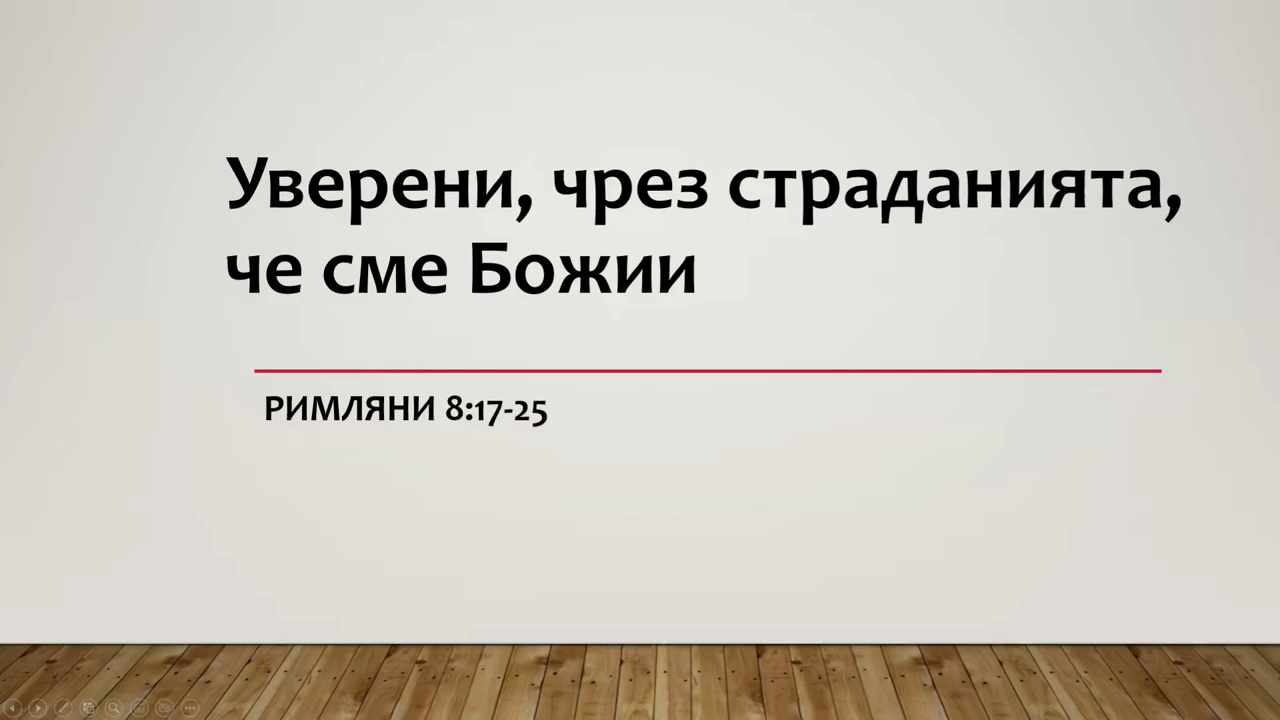 Уверени, чрез страданията,
че сме Божии
РИМЛЯНИ 8:17-25